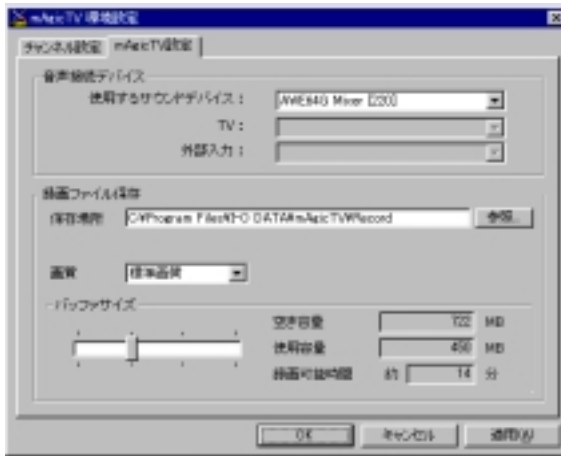 mAgicTV 環境設定
チャンネル設定 mAgicTV設定
音声接続デバイス
使用するサウンドデバイス：
AWE64G Mixer [220]
TV：
外部入力：
録画ファイル保存
保存場所 C:¥Program Files¥I-O DATA¥mAgicTV¥Record 参照...
画質 標準画質
バッファサイズ
空き容量 722 MB
使用容量 450 MB
録画可能時間 約 14 分
OK キャンセル 適用(A)